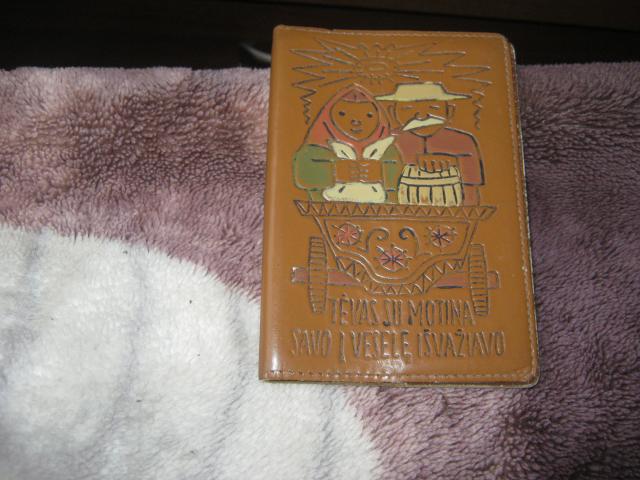 TĖVAS SU MOTINA
SAVO Į VESELĘ IŠVAŽIAVO